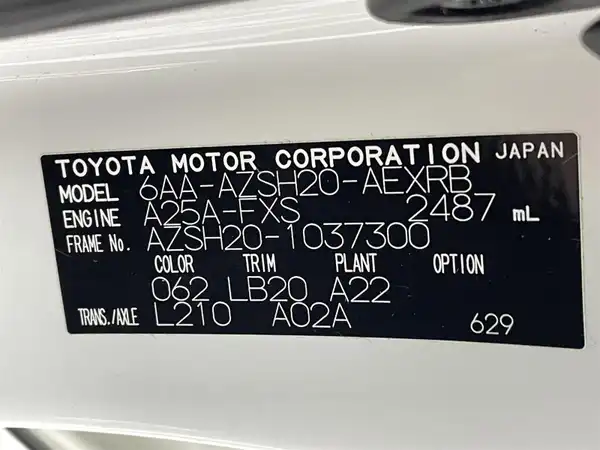 TOYOTA MOTOR CORPORATION JAPAN
MODEL 6AA-AZSH20-AEXRB
ENGINE A25A-FXS 2487 mL
FRAME No. AZSH20-1037300
COLOR TRIM PLANT OPTION
062 LB20 A22
TRANS./AXLE L210 A02A 629